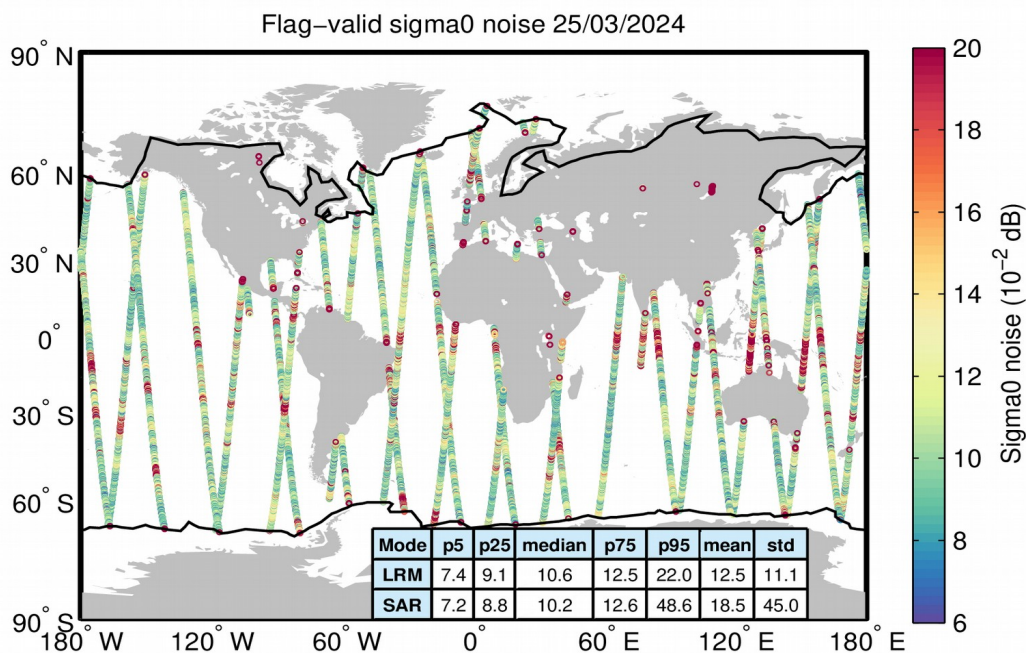 Flag-valid sigma0 noise 25/03/2024
90° N
60° N
30° N
0°
30° S
60° S
90° S
180° W
120° W
60° W
0°
60° E
120° E
180° E
Mode p5 p25 median p75 p95 mean std
LRM 7.4 9.1 10.6 12.5 22.0 12.5 11.1
SAR 7.2 8.8 10.2 12.6 48.6 18.5 45.0
20
18
16
14
12
10
8
6
Sigma0 noise (10⁻² dB)